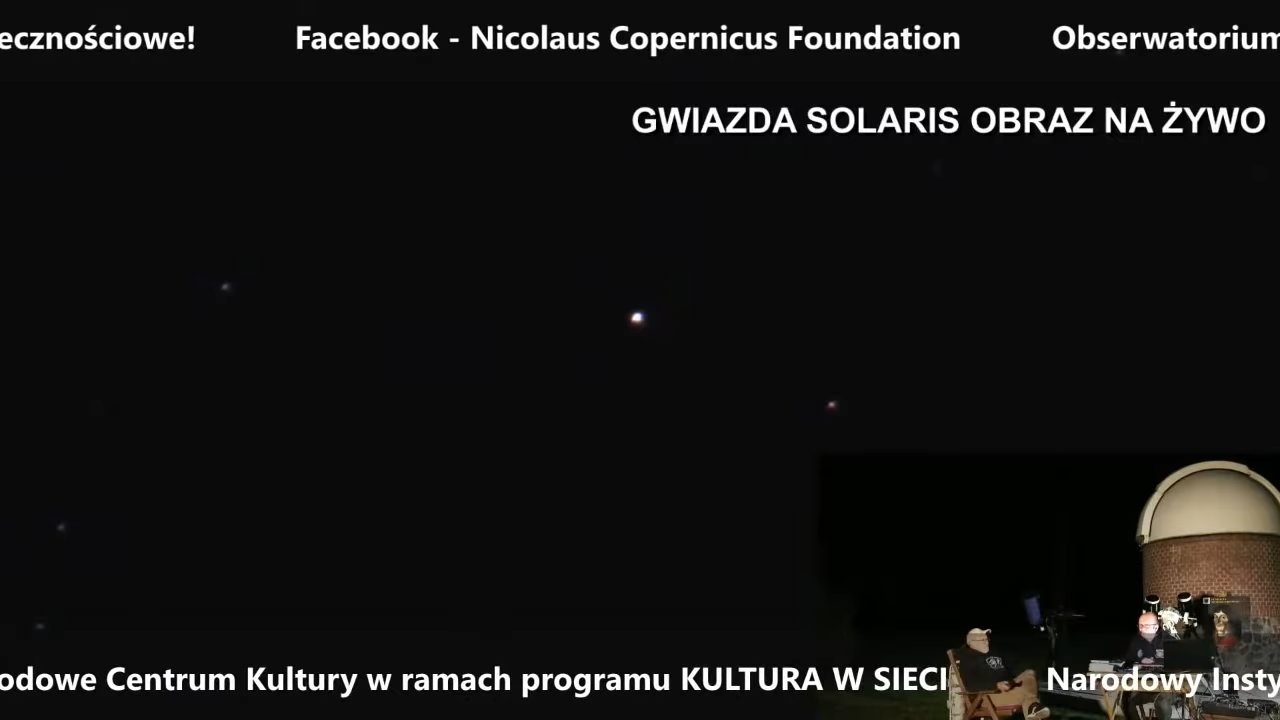 ecznościowe! Facebook - Nicolaus Copernicus Foundation Obserwatorium
GWIAZDA SOLARIS OBRAZ NA ŻYWO
odowe Centrum Kultury w ramach programu KULTURA W SIECI Narodowy Insty